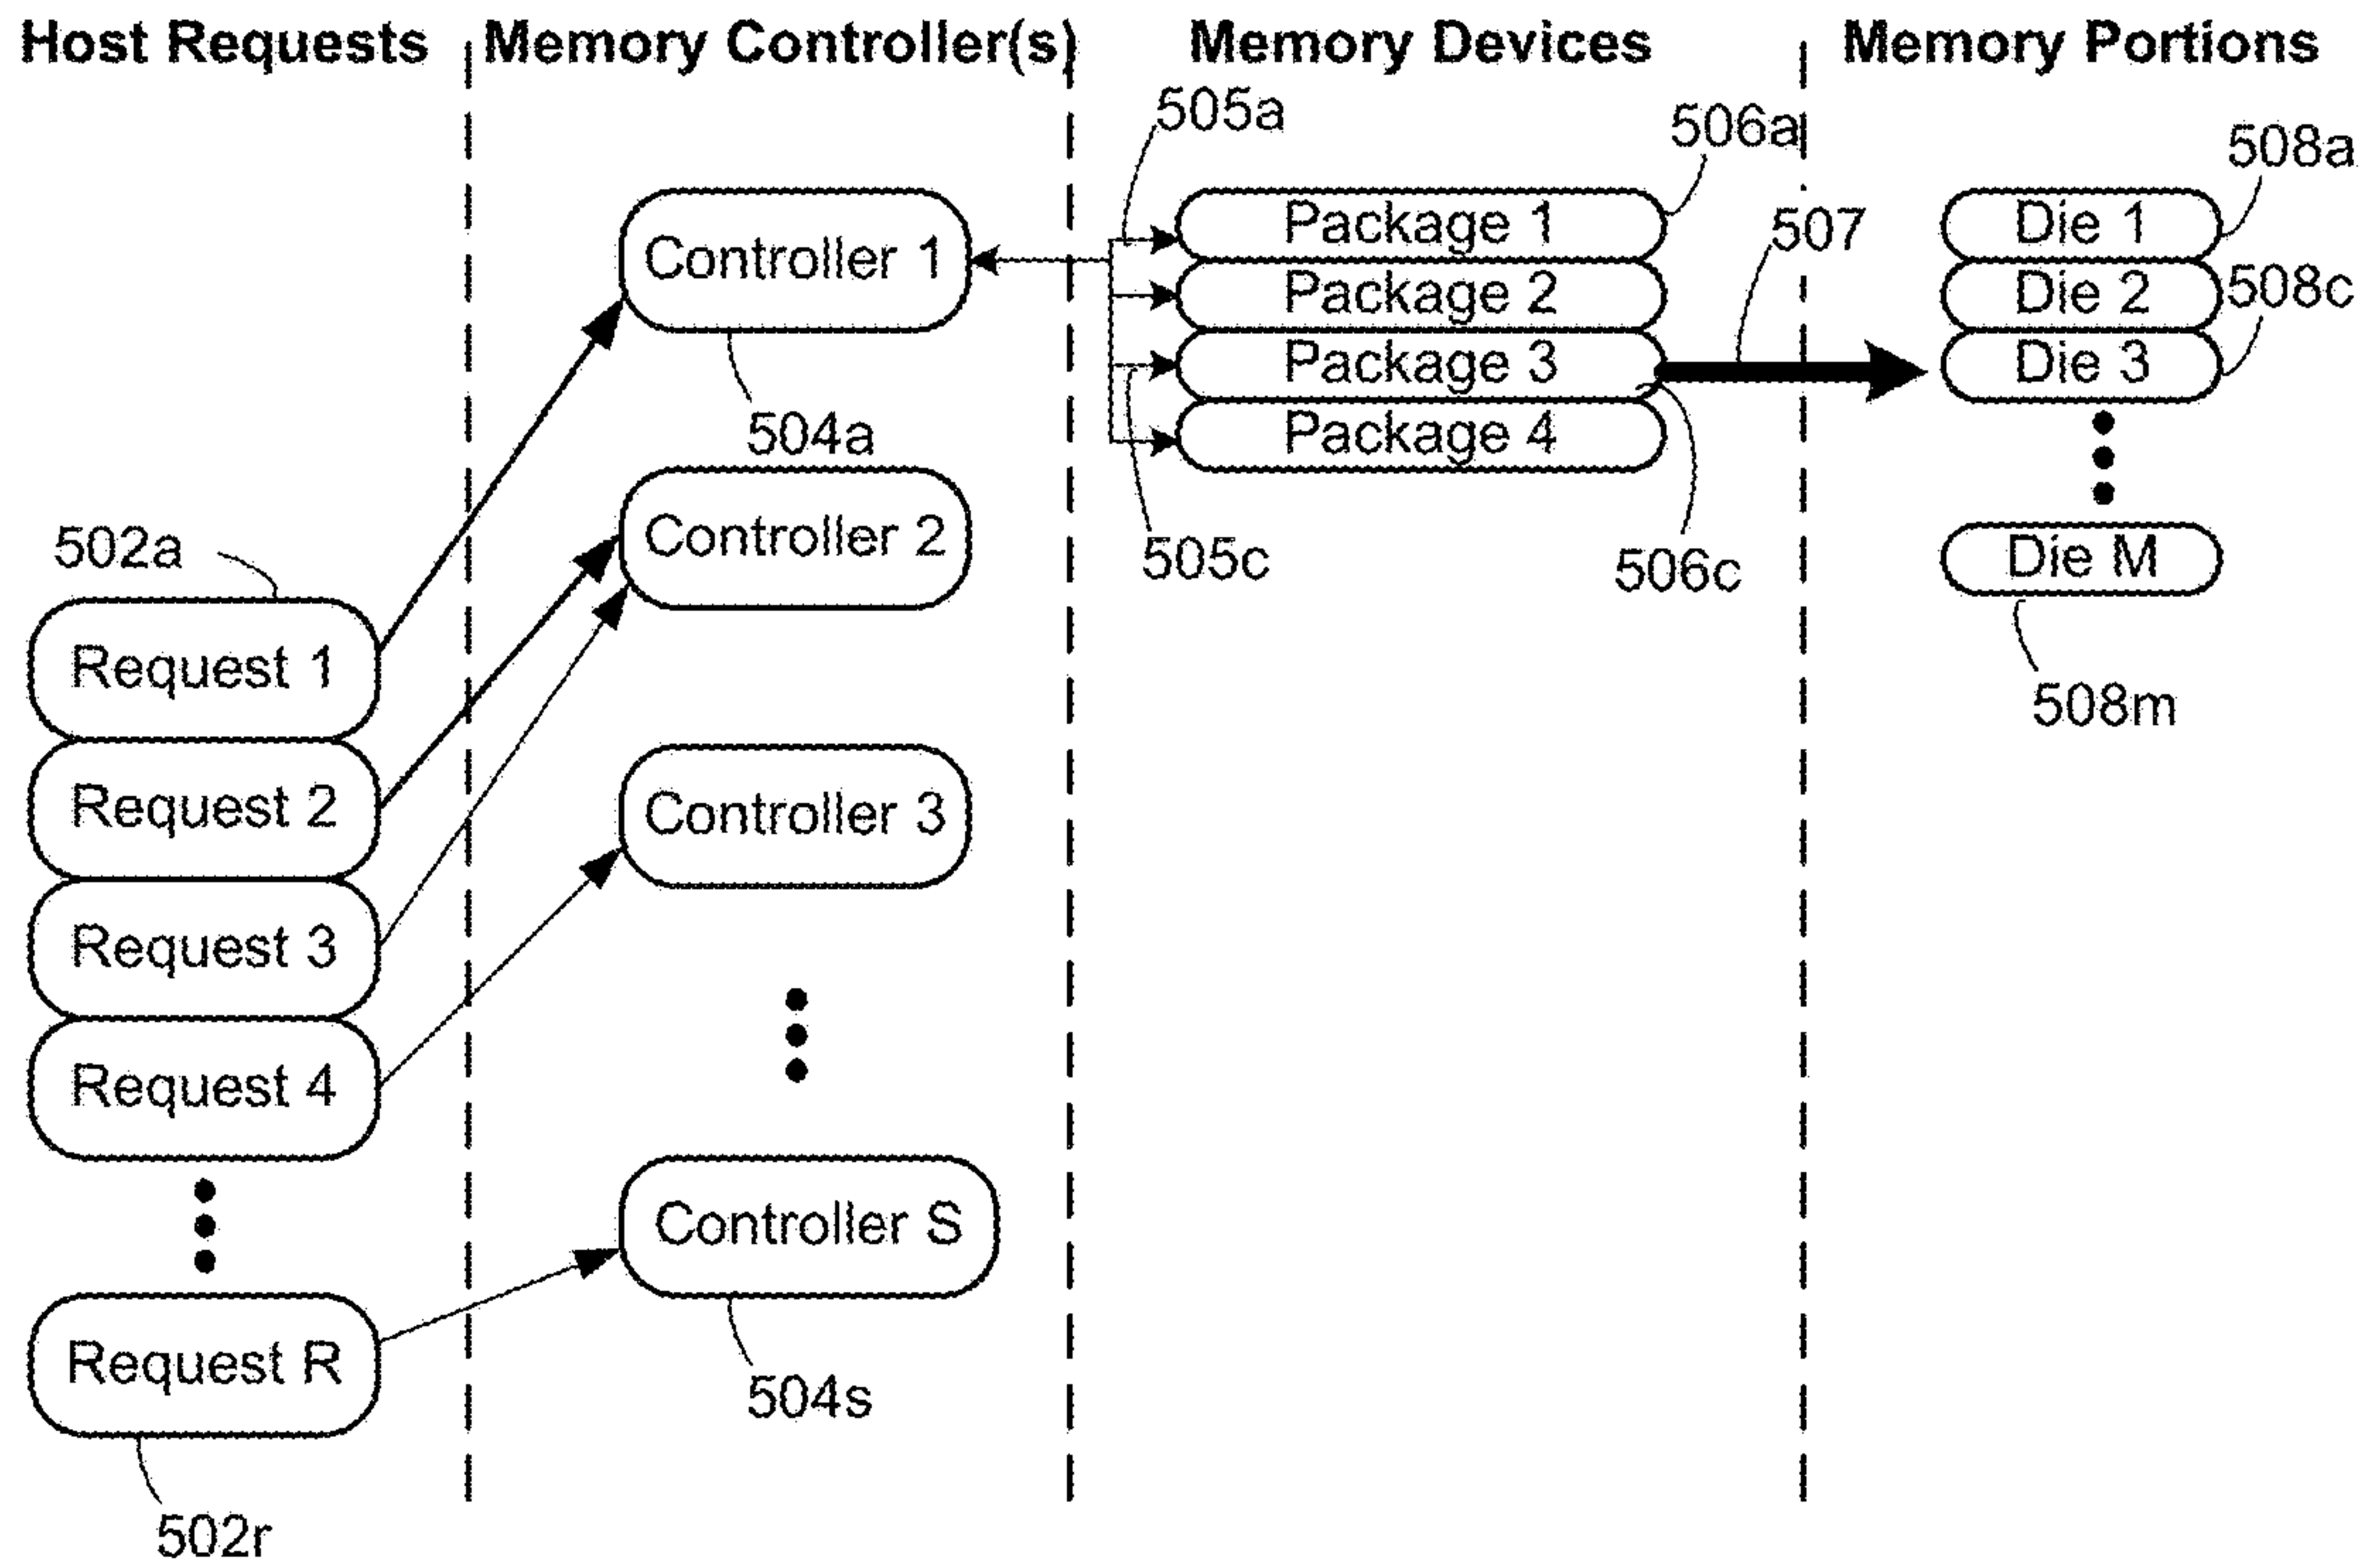 Host Requests
Memory Controller(s)
Memory Devices
Memory Portions
502a
Request 1
Request 2
Request 3
Request 4
Request R
502r
Controller 1
504a
Controller 2
Controller 3
Controller S
504s
505a
506a
Package 1
Package 2
Package 3
Package 4
505c
506c
507
508a
Die 1
Die 2
508c
Die 3
Die M
508m